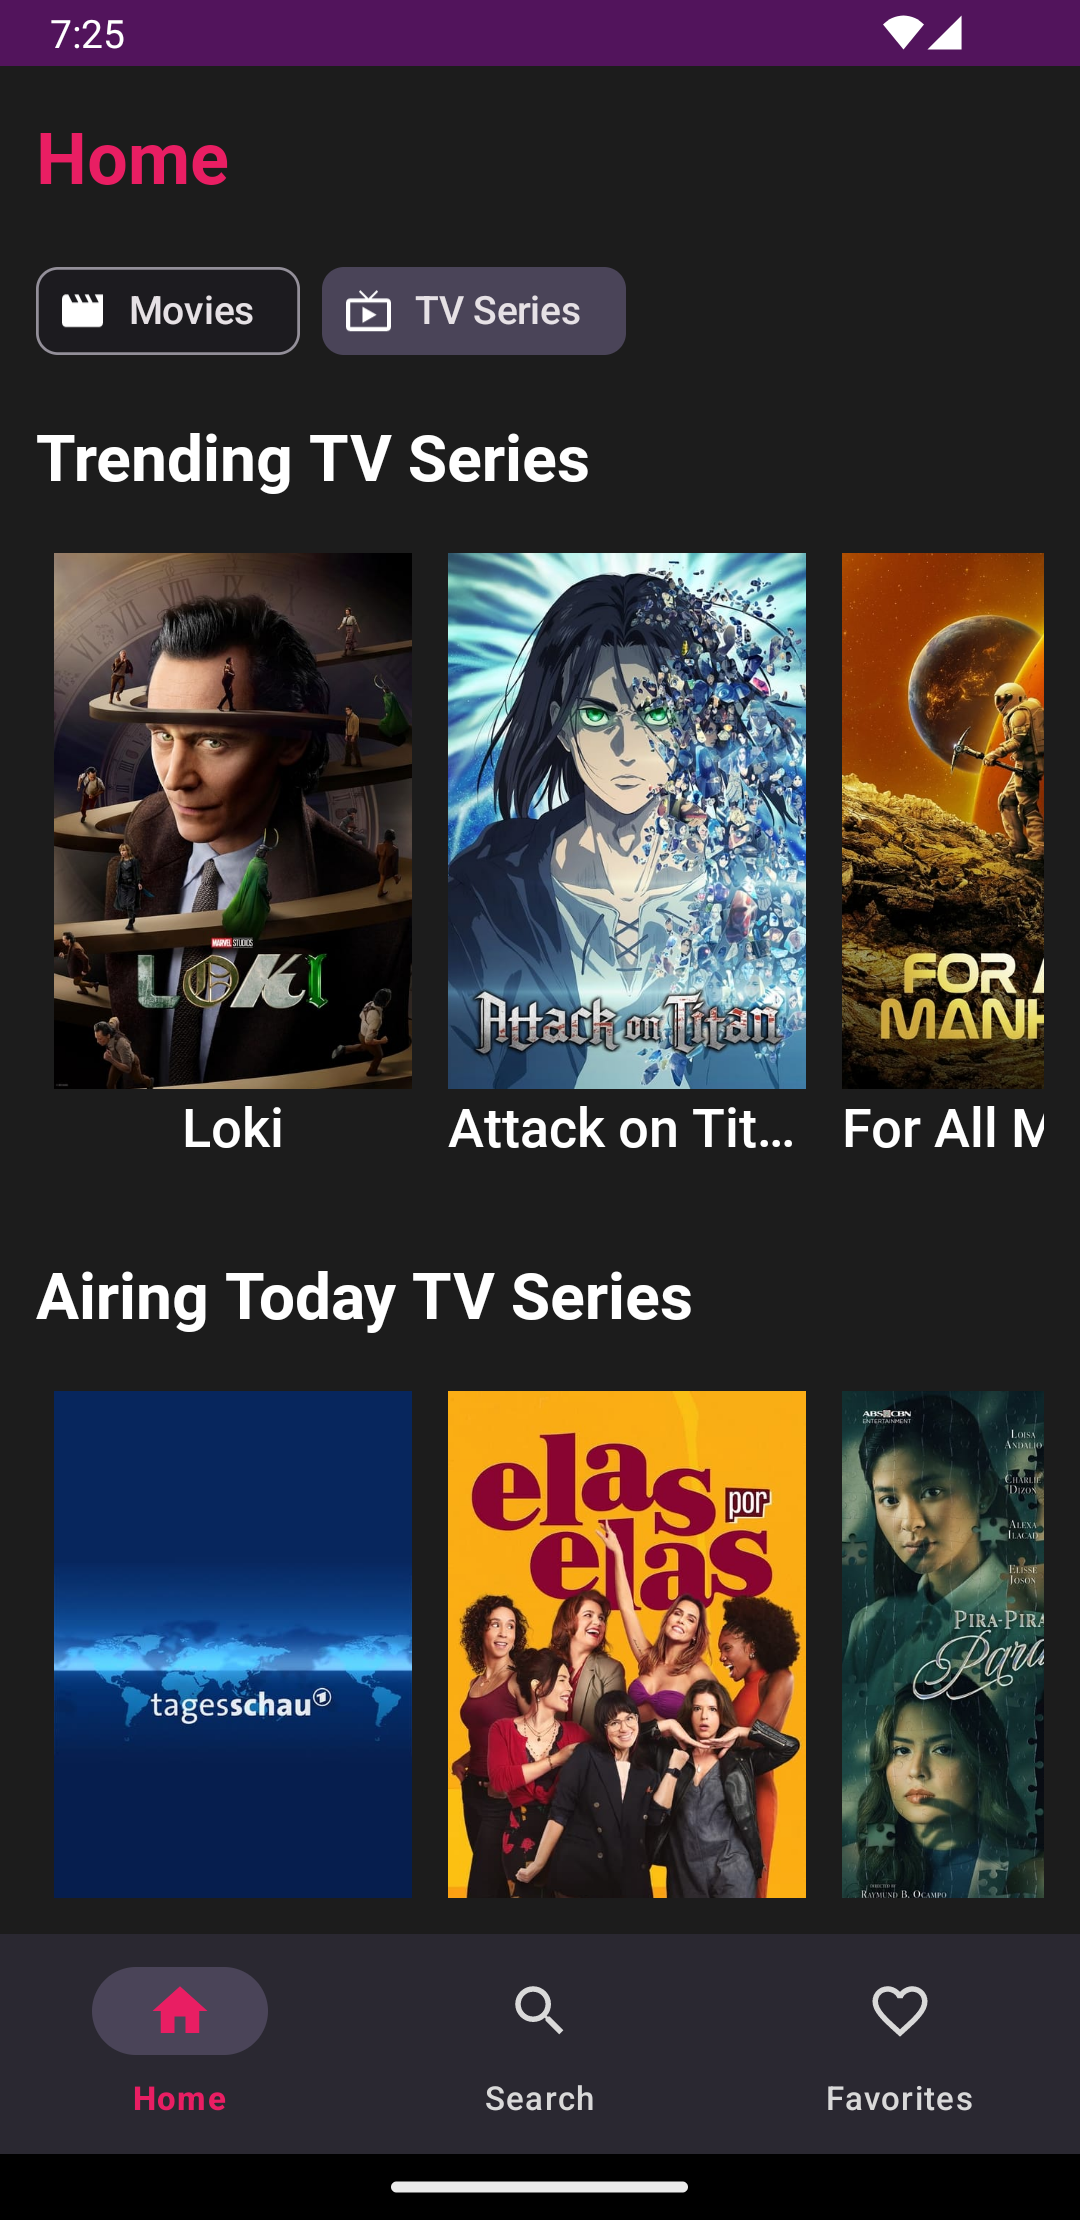 7:25
Home
Movies
TV Series
Trending TV Series
MARVEL STUDIOS
LOKI
Attack on Titan
FOR A
MANK
Loki
Attack on Tit...
For All M
Airing Today TV Series
tagesschau
elas por
elas
ABS CBN
ENTERTAINMENT
LOISA
ANDALIO
CHARLIE
DIZON
ALEXA
ILACAD
ELISSE
JOSON
PIRA-PIRA
Para
DIRECTED BY
RAYMUND B. OCAMPO
Home
Search
Favorites